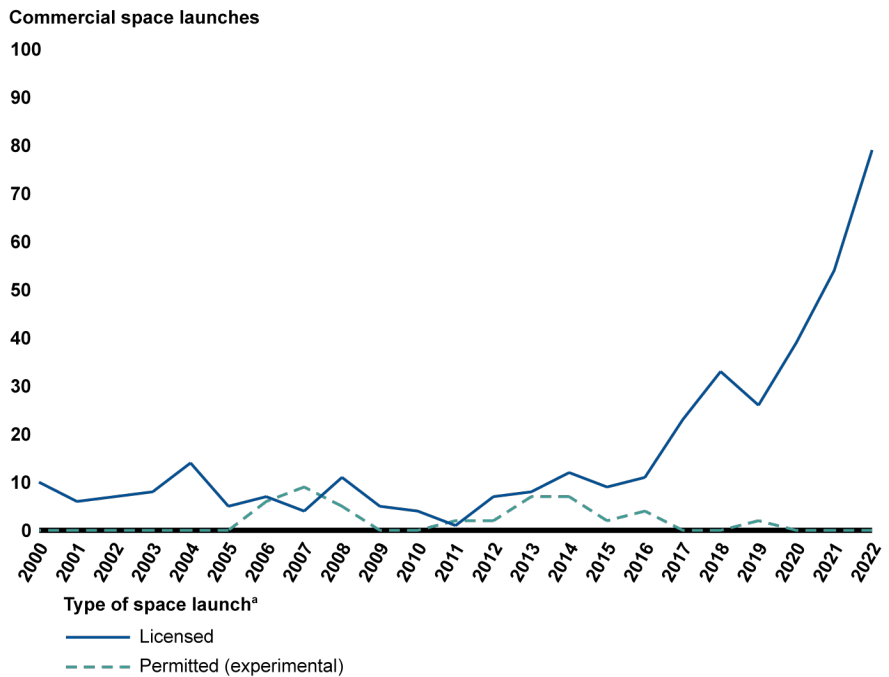 Commercial space launches
100
90
80
70
60
50
40
30
20
10
0
2000 2001 2002 2003 2004 2005 2006 2007 2008 2009 2010 2011 2012 2013 2014 2015 2016 2017 2018 2019 2020 2021 2022
Type of space launchᵃ
Licensed
Permitted (experimental)